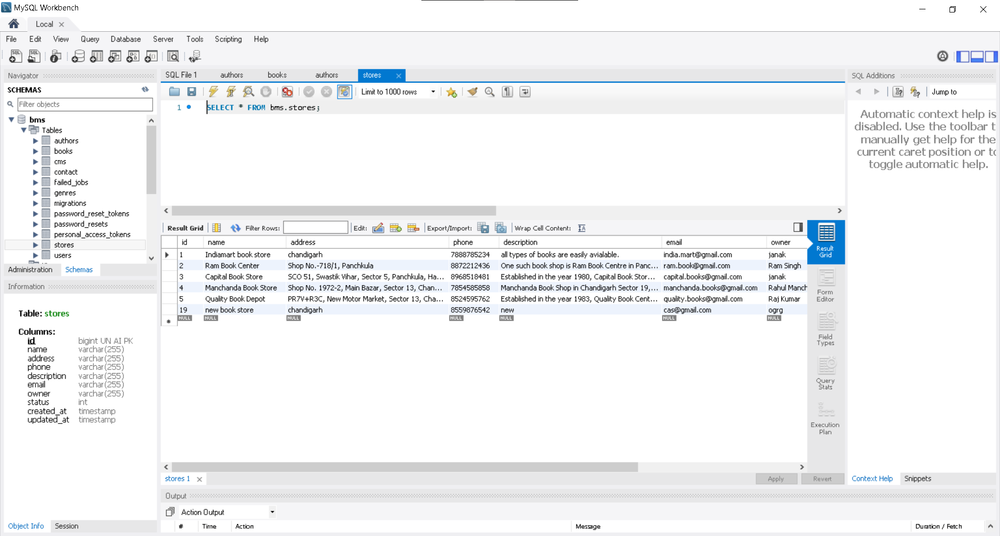 MySQL Workbench
Local
File Edit View Query Database Server Tools Scripting Help
Navigator
SCHEMAS
Filter objects
bms
Tables
authors
books
cms
contact
failed_jobs
genres
migrations
password_reset_tokens
password_resets
personal_access_tokens
stores
users
Administration Schemas
Information
Table: stores
Columns:
id bigint UN AI PK
name varchar(255)
address varchar(255)
phone varchar(255)
description varchar(255)
email varchar(255)
owner varchar(255)
status int
created_at timestamp
updated_at timestamp
Object Info Session
SQL File 1 authors books authors stores
Limit to 1000 rows
1 SELECT * FROM bms.stores;
Result Grid Filter Rows: Edit: Export/Import: Wrap Cell Content:
id name address phone description email owner
1 Indiamart book store chandigarh 7888785234 all types of books are easily avialable. india.mart@gmail.com janak
2 Ram Book Center Shop No.-718/1, Panchkula 8872212436 One such book shop is Ram Book Centre in Panc... ram.book@gmail.com Ram Singh
3 Capital Book Store SCO 51, Swastik Vihar, Sector 5, Panchkula, Ha... 8968518481 Established in the year 1980, Capital Book Stor... capital.books@gmail.com janak
4 Manchanda Book Store Shop No. 1972-2, Main Bazar, Sector 13, Chan... 7854585858 Manchanda Book Shop in Chandigarh Sector 19,... manchanda.books@gmail.com Rahul Manch
5 Quality Book Depot PR7V+R3C, New Motor Market, Sector 13, Cha... 8524595762 Established in the year 1983, Quality Book Cent... quality.books@gmail.com Raj Kumar
19 new book store chandigarh 8559876542 new cas@gmail.com ogrg
NULL NULL NULL NULL NULL NULL NULL
Result
Grid
Form
Editor
Field
Types
Query
Stats
Execution
Plan
stores 1
Apply Revert
Output
Action Output
# Time Action Message Duration / Fetch
SQL Additions
Jump to
Automatic context help is
disabled. Use the toolbar t
manually get help for the
current caret position or to
toggle automatic help.
Context Help Snippets